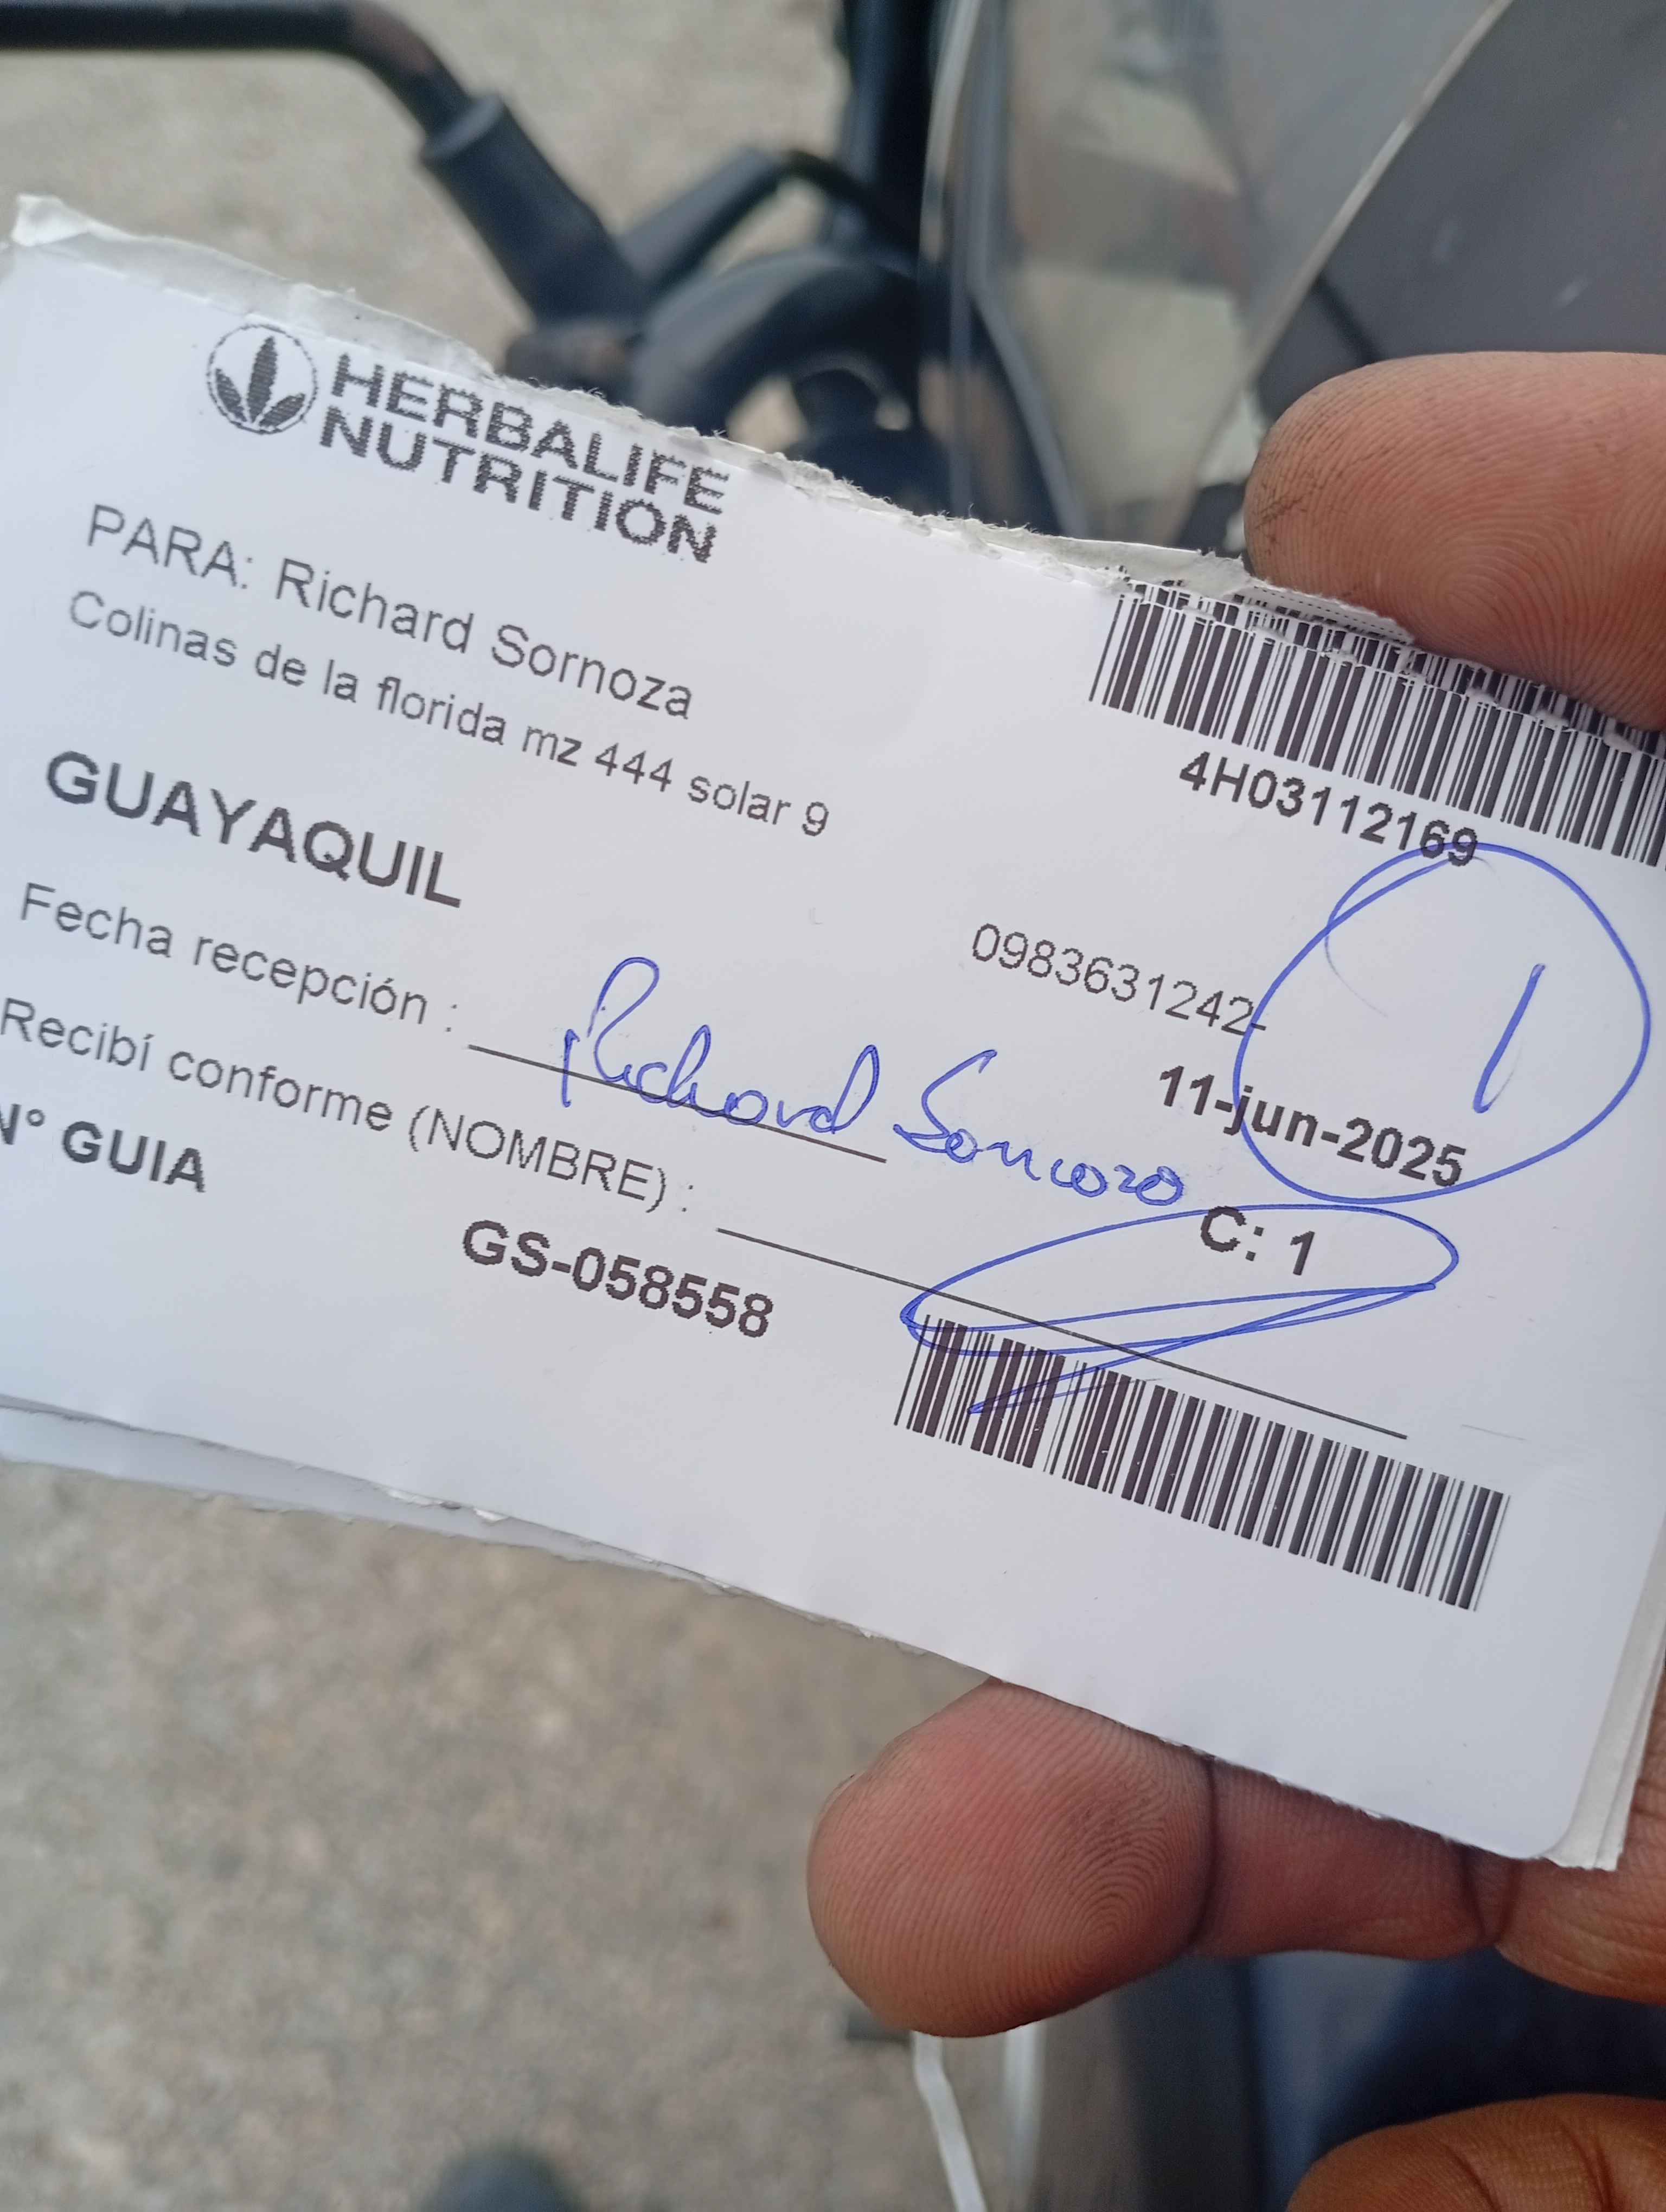 HERBALIFE
NUTRITION
PARA: Richard Sornoza
Colinas de la florida mz 444 solar 9
4H03112169
GUAYAQUIL
0983631242-
1
Fecha recepción :
Richard Sornoza
11-jun-2025
Recibí conforme (NOMBRE) :
C: 1
N° GUIA
GS-058558